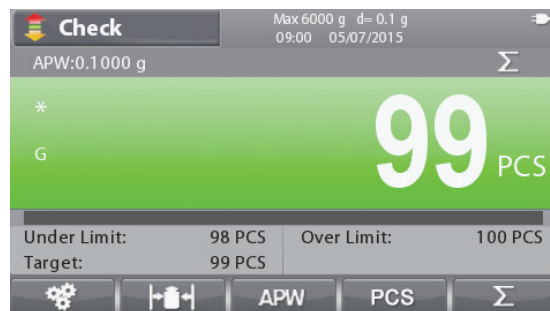 Check
Max 6000 g d= 0.1 g
09:00 05/07/2015
APW:0.1000 g
Σ
*
G
99 PCS
Under Limit: 98 PCS
Over Limit: 100 PCS
Target: 99 PCS
APW
PCS
Σ